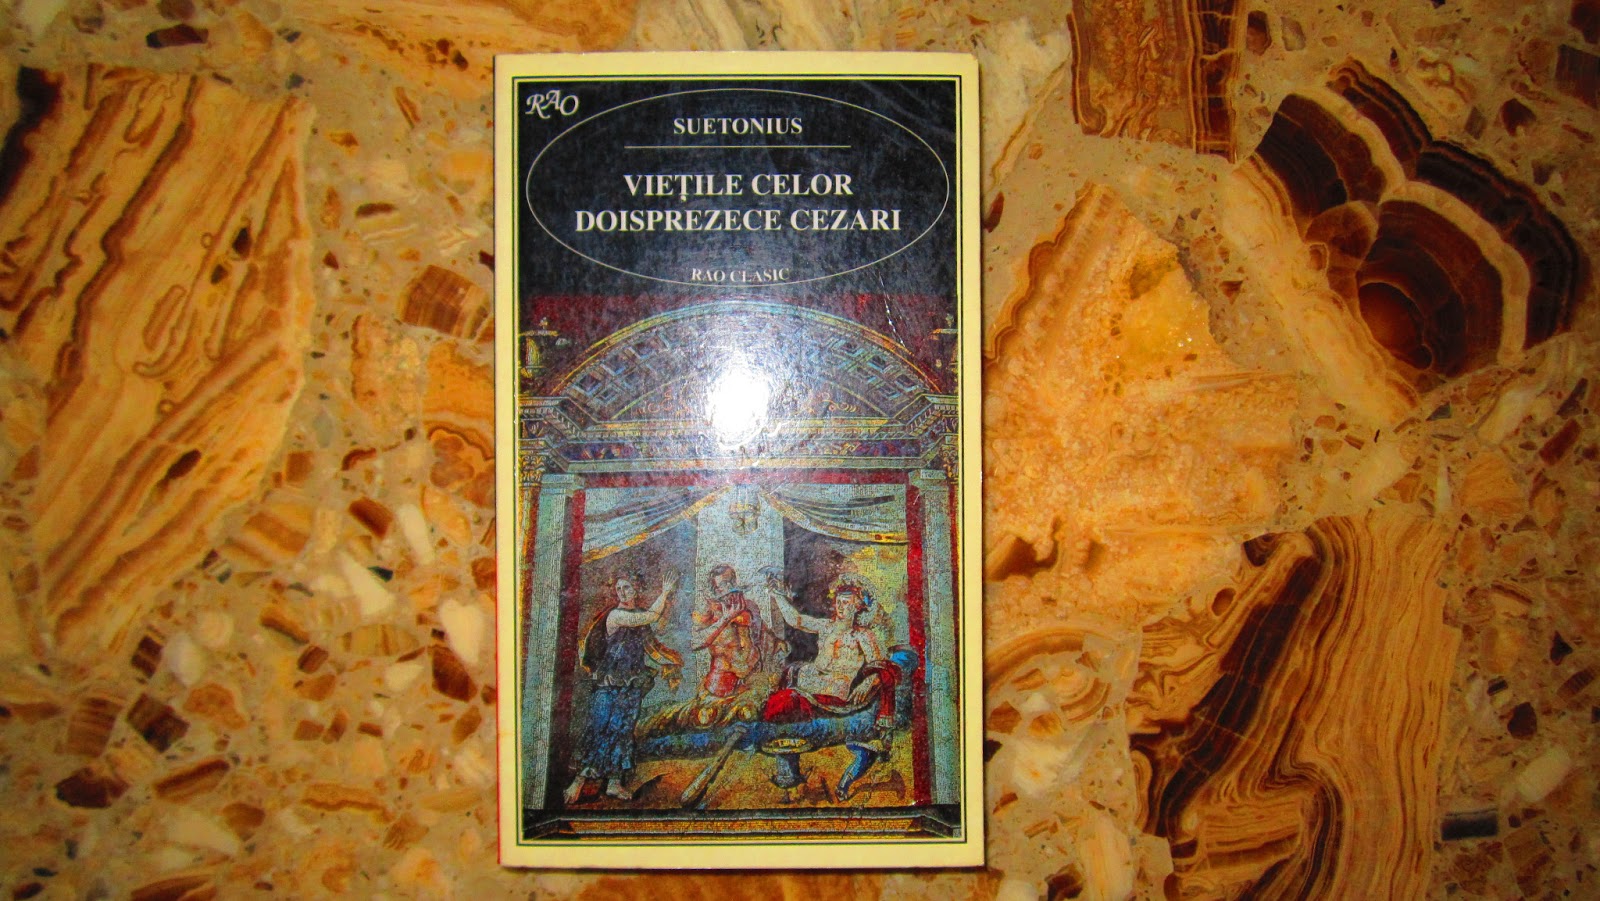 RAO
SUETONIUS
VIEȚILE CELOR
DOISPREZECE CEZARI
RAO CLASIC